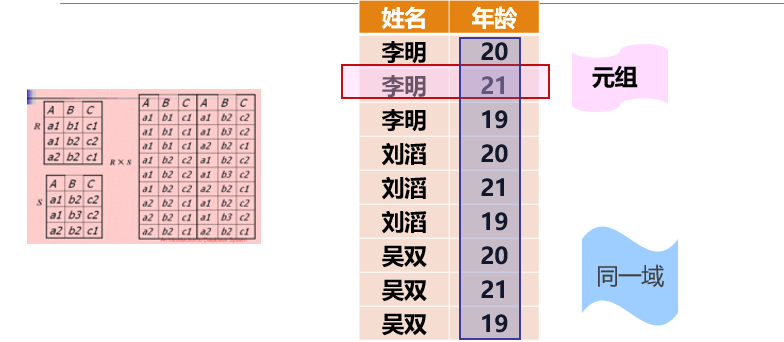 姓名 年龄
李明 20
李明 21
李明 19
刘滔 20
刘滔 21
刘滔 19
吴双 20
吴双 21
吴双 19
元组
同一域
R
A B C
a1 b1 c1
a1 b2 c2
a2 b2 c1
S
A B C
a1 b2 c2
a1 b3 c2
a2 b2 c1
R × S
A B C A B C
a1 b1 c1 a1 b2 c2
a1 b1 c1 a1 b3 c2
a1 b1 c1 a2 b2 c1
a1 b2 c2 a1 b2 c2
a1 b2 c2 a1 b3 c2
a1 b2 c2 a2 b2 c1
a2 b2 c1 a1 b2 c2
a2 b2 c1 a1 b3 c2
a2 b2 c1 a2 b2 c1